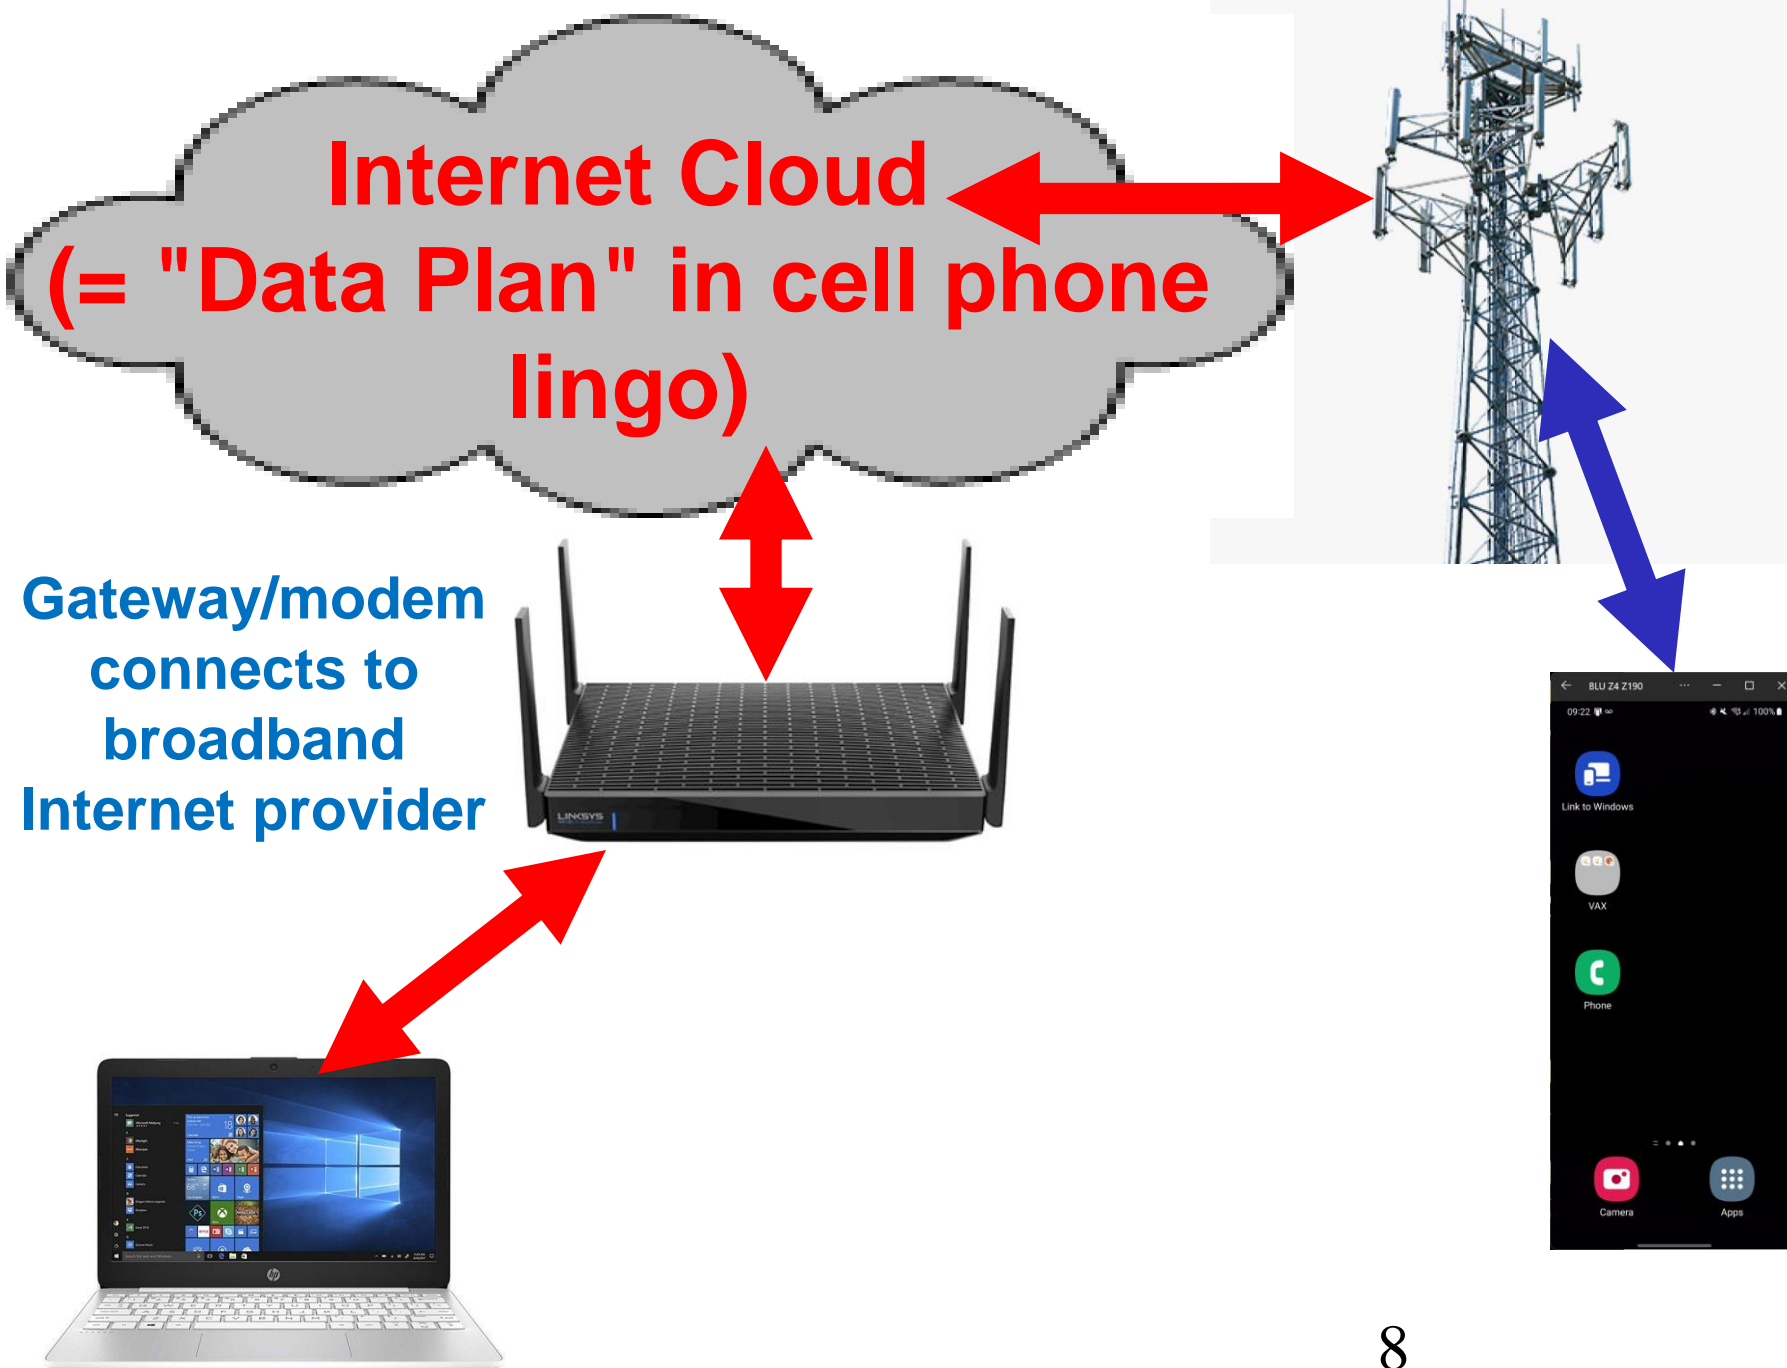 Internet Cloud
(= "Data Plan" in cell phone
lingo)
Gateway/modem
connects to
broadband
Internet provider
LINKSYS
BLU Z4 Z190
09:22
100%
Link to Windows
VAX
Phone
Camera
Apps
hp
8